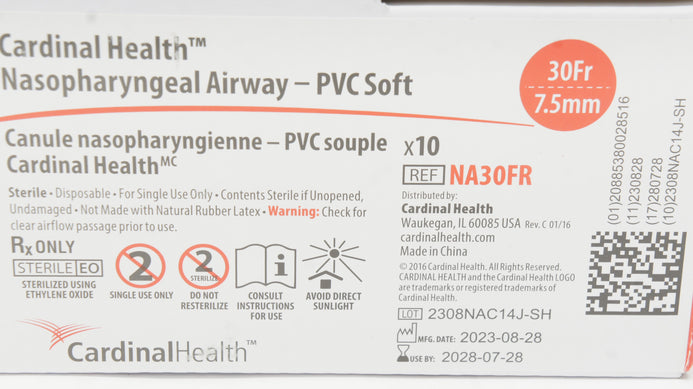 Cardinal Health™
Nasopharyngeal Airway – PVC Soft
30Fr
7.5mm
Canule nasopharyngienne – PVC souple
Cardinal Health MC
x10
REF NA30FR
Sterile • Disposable • For Single Use Only • Contents Sterile if Unopened,
Undamaged • Not Made with Natural Rubber Latex • Warning: Check for
clear airflow passage prior to use.
Rx ONLY
STERILE EO
STERILIZED USING
ETHYLENE OXIDE
2
SINGLE USE ONLY
2
STERILIZE
DO NOT
RESTERILIZE
i
CONSULT
INSTRUCTIONS
FOR USE
AVOID DIRECT
SUNLIGHT
CardinalHealth™
Distributed by:
Cardinal Health
Waukegan, IL 60085 USA Rev. C 01/16
cardinalhealth.com
Made in China
© 2016 Cardinal Health. All Rights Reserved.
CARDINAL HEALTH and the Cardinal Health LOGO
are trademarks or registered trademarks of
Cardinal Health.
LOT 2308NAC14J-SH
MFG. DATE: 2023-08-28
USE BY: 2028-07-28
(01)20885380028516
(11)230828
(17)280728
(10)2308NAC14J-SH